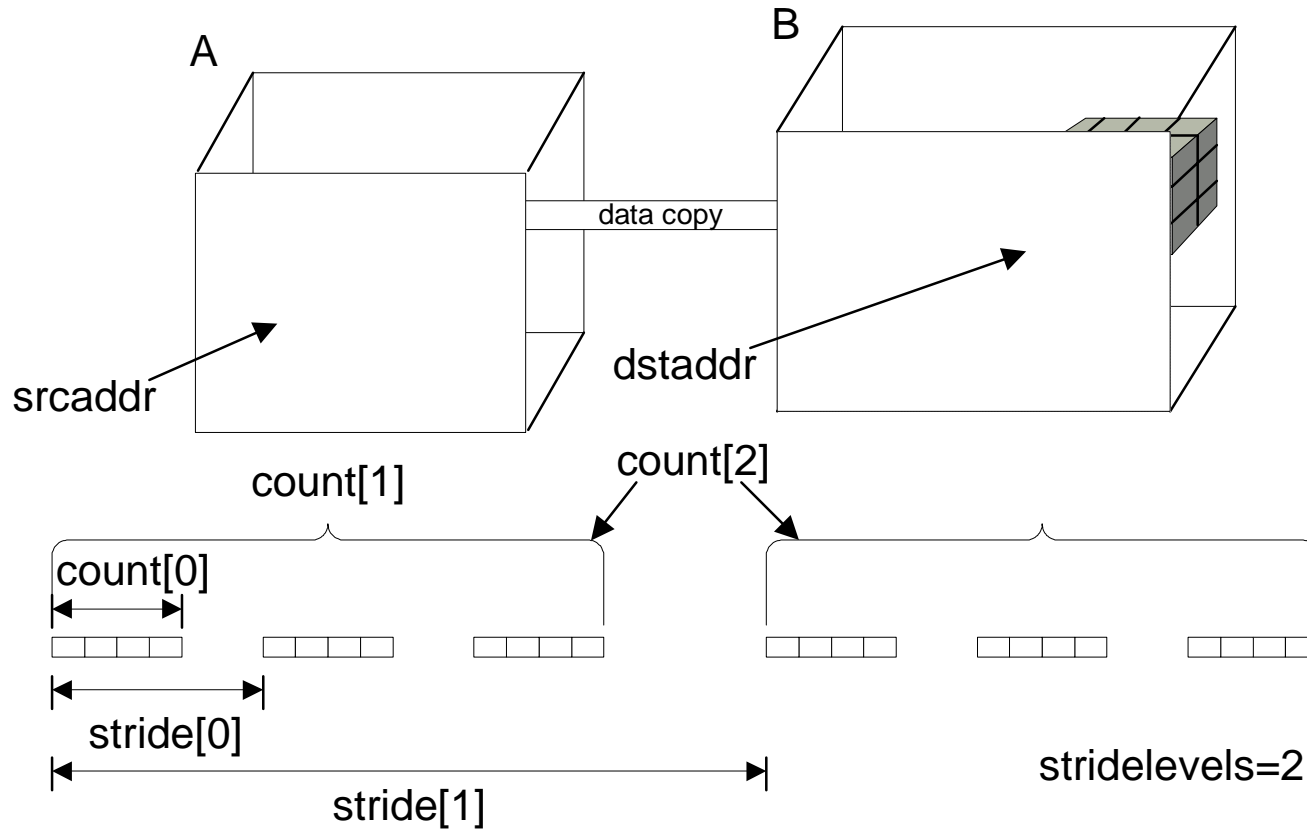 A
B
data copy
srcaddr
dstaddr
count[1]
count[2]
count[0]
stride[0]
stride[1]
stridelevels=2